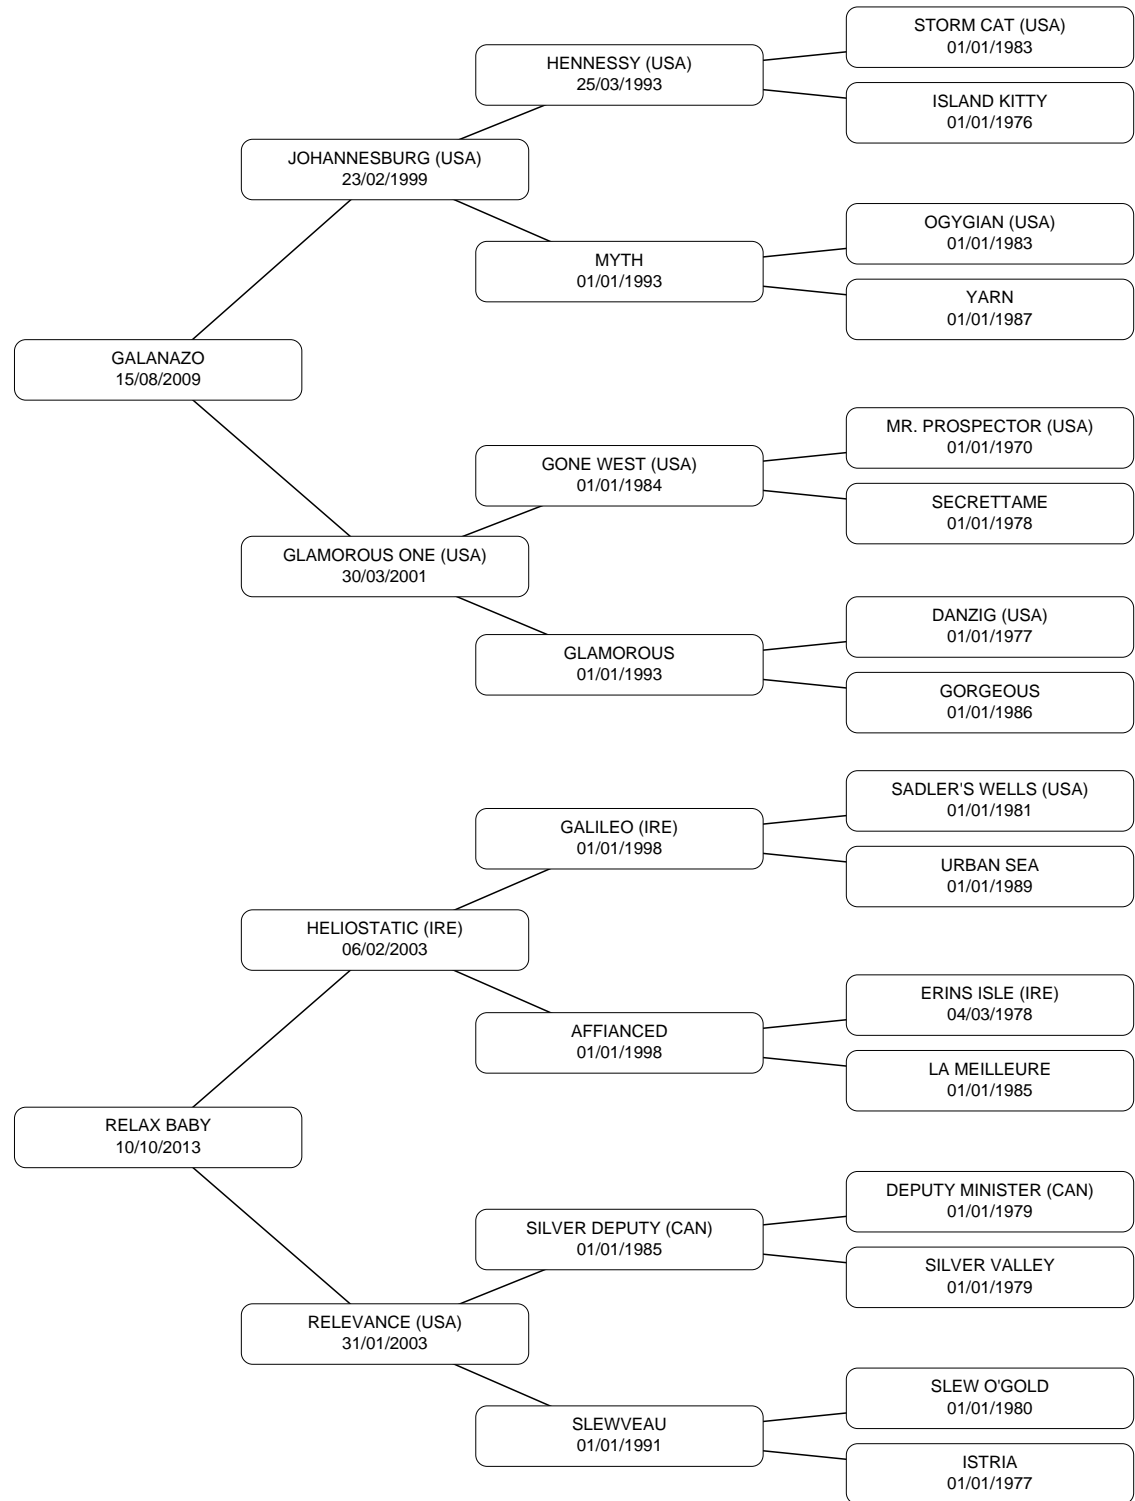 STORM CAT (USA)
01/01/1983
HENNESSY (USA)
25/03/1993
ISLAND KITTY
01/01/1976
JOHANNESBURG (USA)
23/02/1999
OGYGIAN (USA)
01/01/1983
MYTH
01/01/1993
YARN
01/01/1987
GALANAZO
15/08/2009
MR. PROSPECTOR (USA)
01/01/1970
GONE WEST (USA)
01/01/1984
SECRETTAME
01/01/1978
GLAMOROUS ONE (USA)
30/03/2001
DANZIG (USA)
01/01/1977
GLAMOROUS
01/01/1993
GORGEOUS
01/01/1986
SADLER'S WELLS (USA)
01/01/1981
GALILEO (IRE)
01/01/1998
URBAN SEA
01/01/1989
HELIOSTATIC (IRE)
06/02/2003
ERINS ISLE (IRE)
04/03/1978
AFFIANCED
01/01/1998
LA MEILLEURE
01/01/1985
RELAX BABY
10/10/2013
DEPUTY MINISTER (CAN)
01/01/1979
SILVER DEPUTY (CAN)
01/01/1985
SILVER VALLEY
01/01/1979
RELEVANCE (USA)
31/01/2003
SLEW O'GOLD
01/01/1980
SLEWVEAU
01/01/1991
ISTRIA
01/01/1977